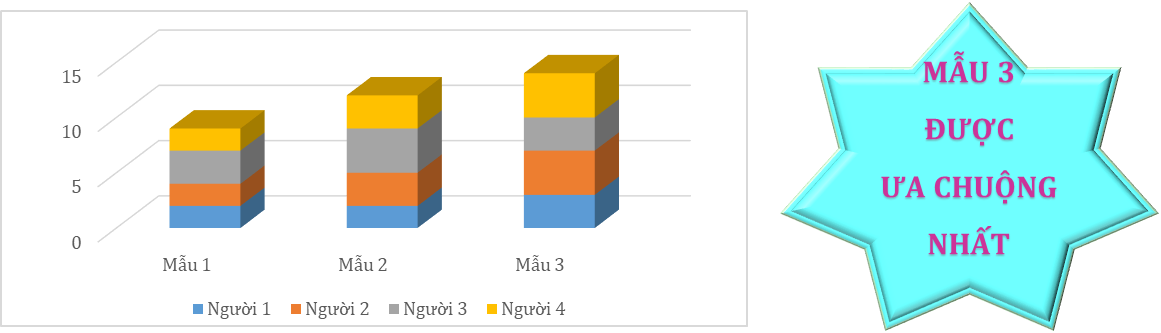 15
10
5
0
Mẫu 1
Mẫu 2
Mẫu 3
Người 1
Người 2
Người 3
Người 4
MẪU 3
ĐƯỢC
ƯA CHUỘNG
NHẤT